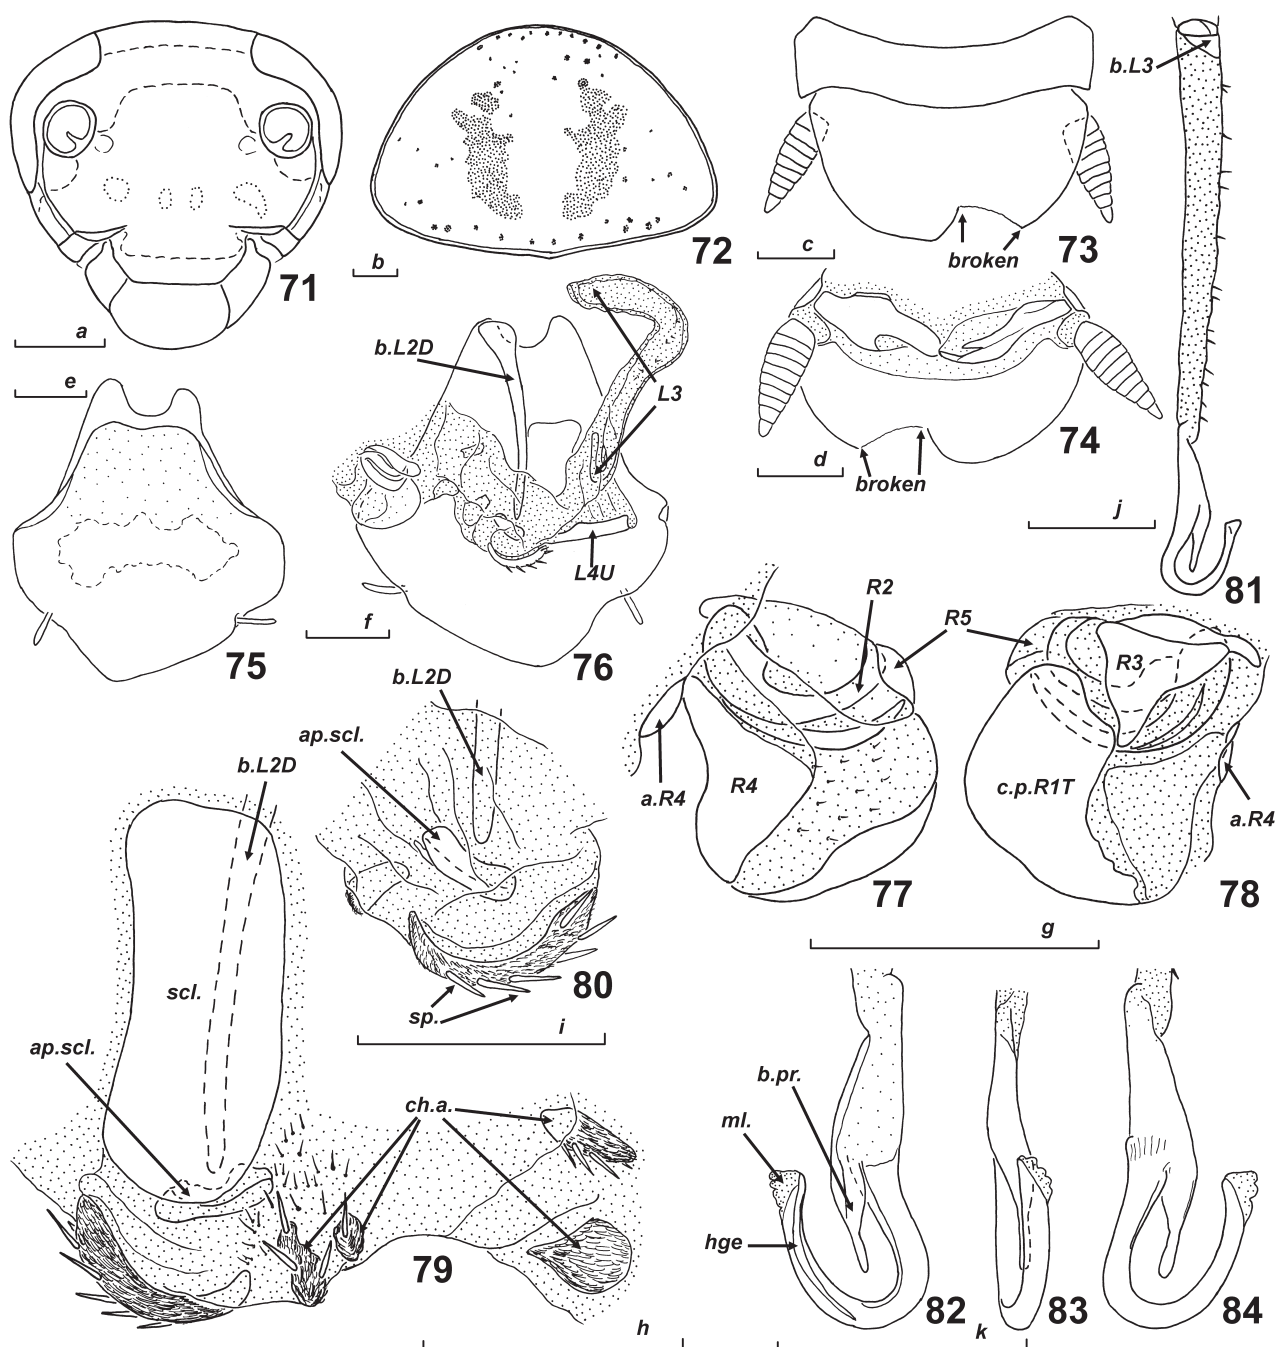 b.L3
71
a
72
b
73
c
broken
74
d
broken
j
81
e
75
b.L2D
L3
L4U
f
76
R2
R5
a.R4
R4
77
R3
c.p.R1T
a.R4
78
g
b.L2D
ap.scl.
sp.
80
i
b.L2D
scl.
ap.scl.
ch.a.
79
h
b.pr.
ml.
hge
82
83
84
k